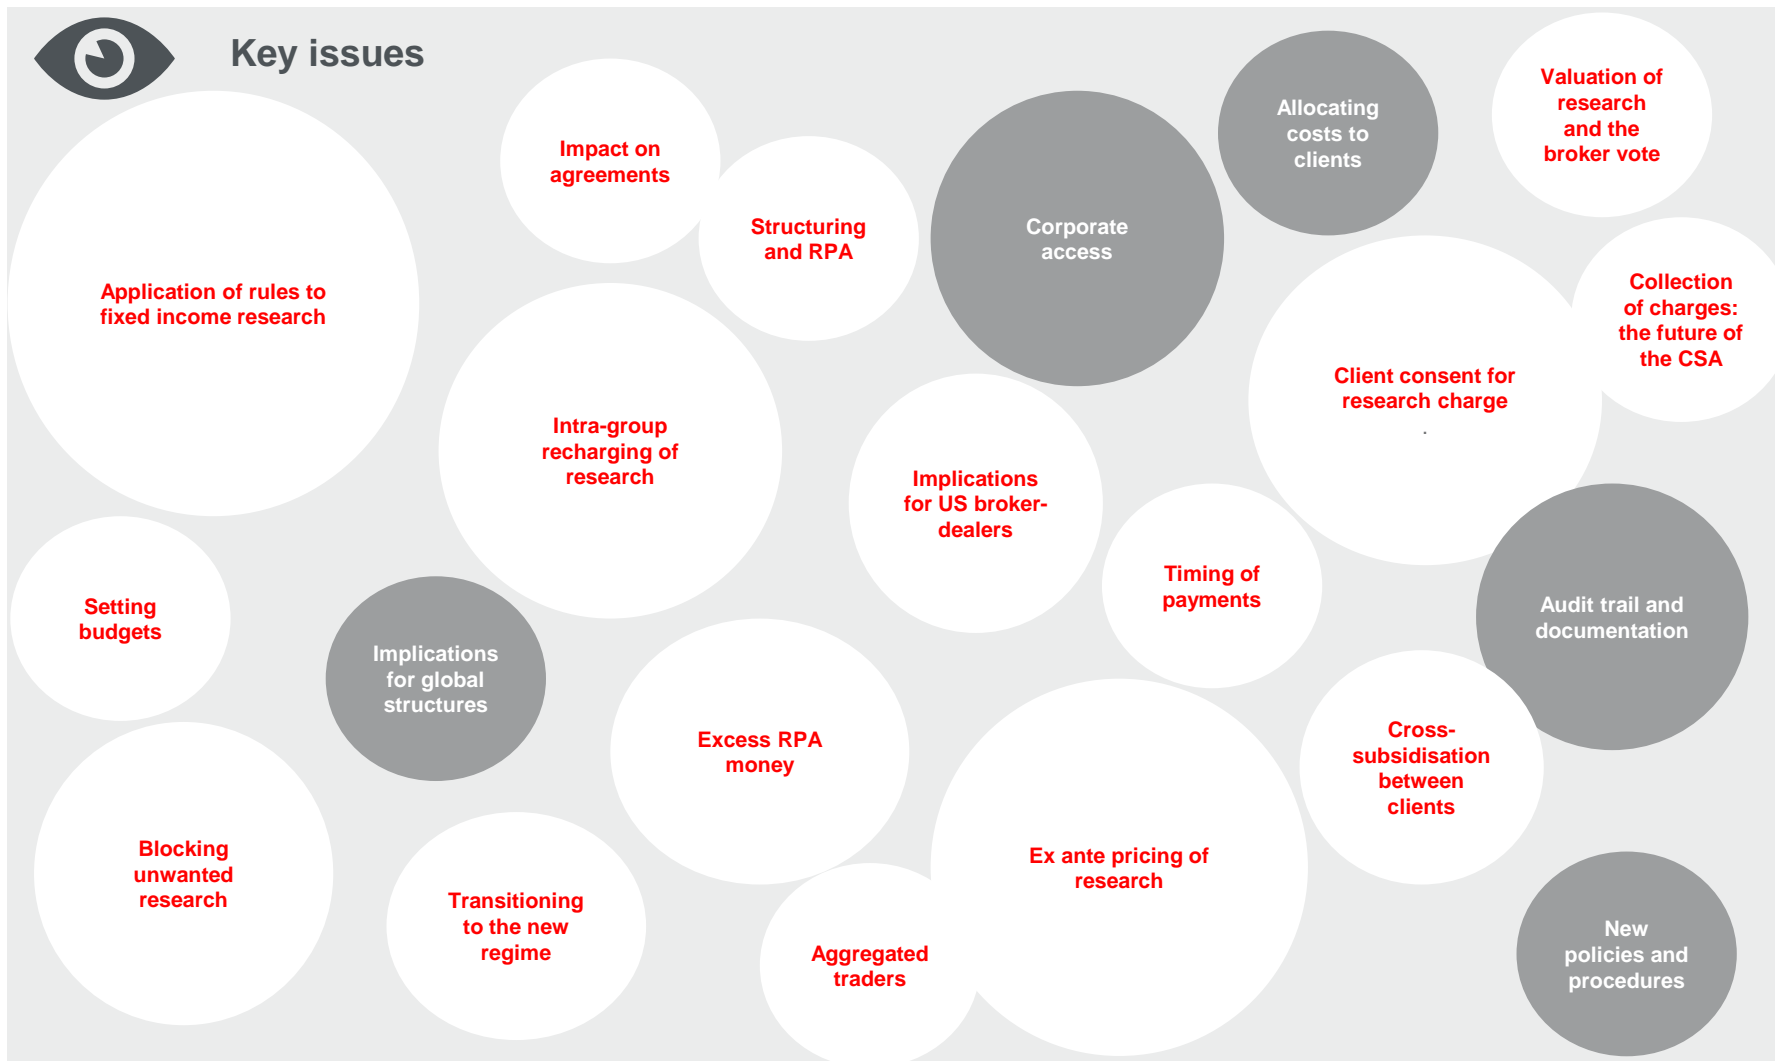 Key issues
Impact on
agreements
Structuring
and RPA
Corporate
access
Allocating
costs to
clients
Valuation of
research
and the
broker vote
Application of rules to
fixed income research
Intra-group
recharging of
research
Implications
for US broker-
dealers
Client consent for
research charge
.
Collection
of charges:
the future of
the CSA
Setting
budgets
Implications
for global
structures
Timing of
payments
Audit trail and
documentation
Blocking
unwanted
research
Transitioning
to the new
regime
Excess RPA
money
Aggregated
traders
Ex ante pricing of
research
Cross-
subsidisation
between
clients
New
policies and
procedures